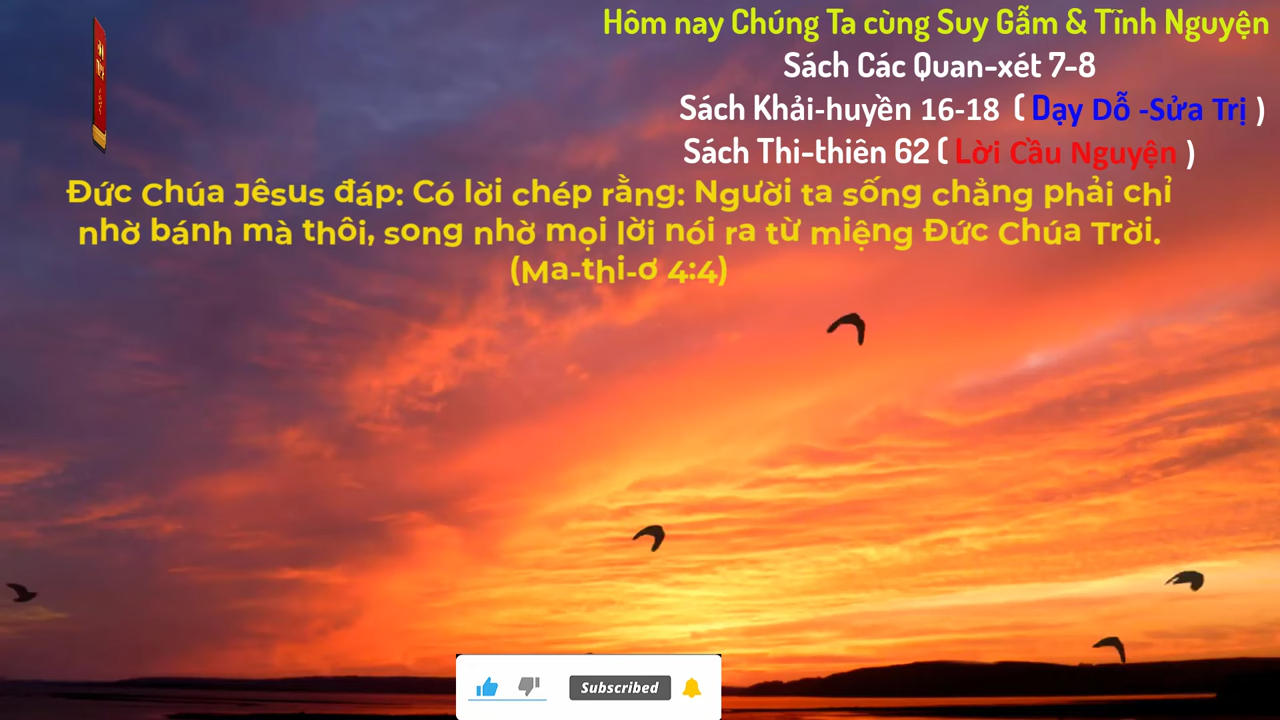 Hôm nay Chúng Ta cùng Suy Gẫm & Tĩnh Nguyện
Sách Các Quan-xét 7-8
Sách Khải-huyền 16-18 ( Dạy Dỗ -Sửa Trị )
Sách Thi-thiên 62 ( Lời Cầu Nguyện )
Đức Chúa Jêsus đáp: Có lời chép rằng: Người ta sống chẳng phải chỉ
nhờ bánh mà thôi, song nhờ mọi lời nói ra từ miệng Đức Chúa Trời.
(Ma-thi-ơ 4:4)
Subscribed